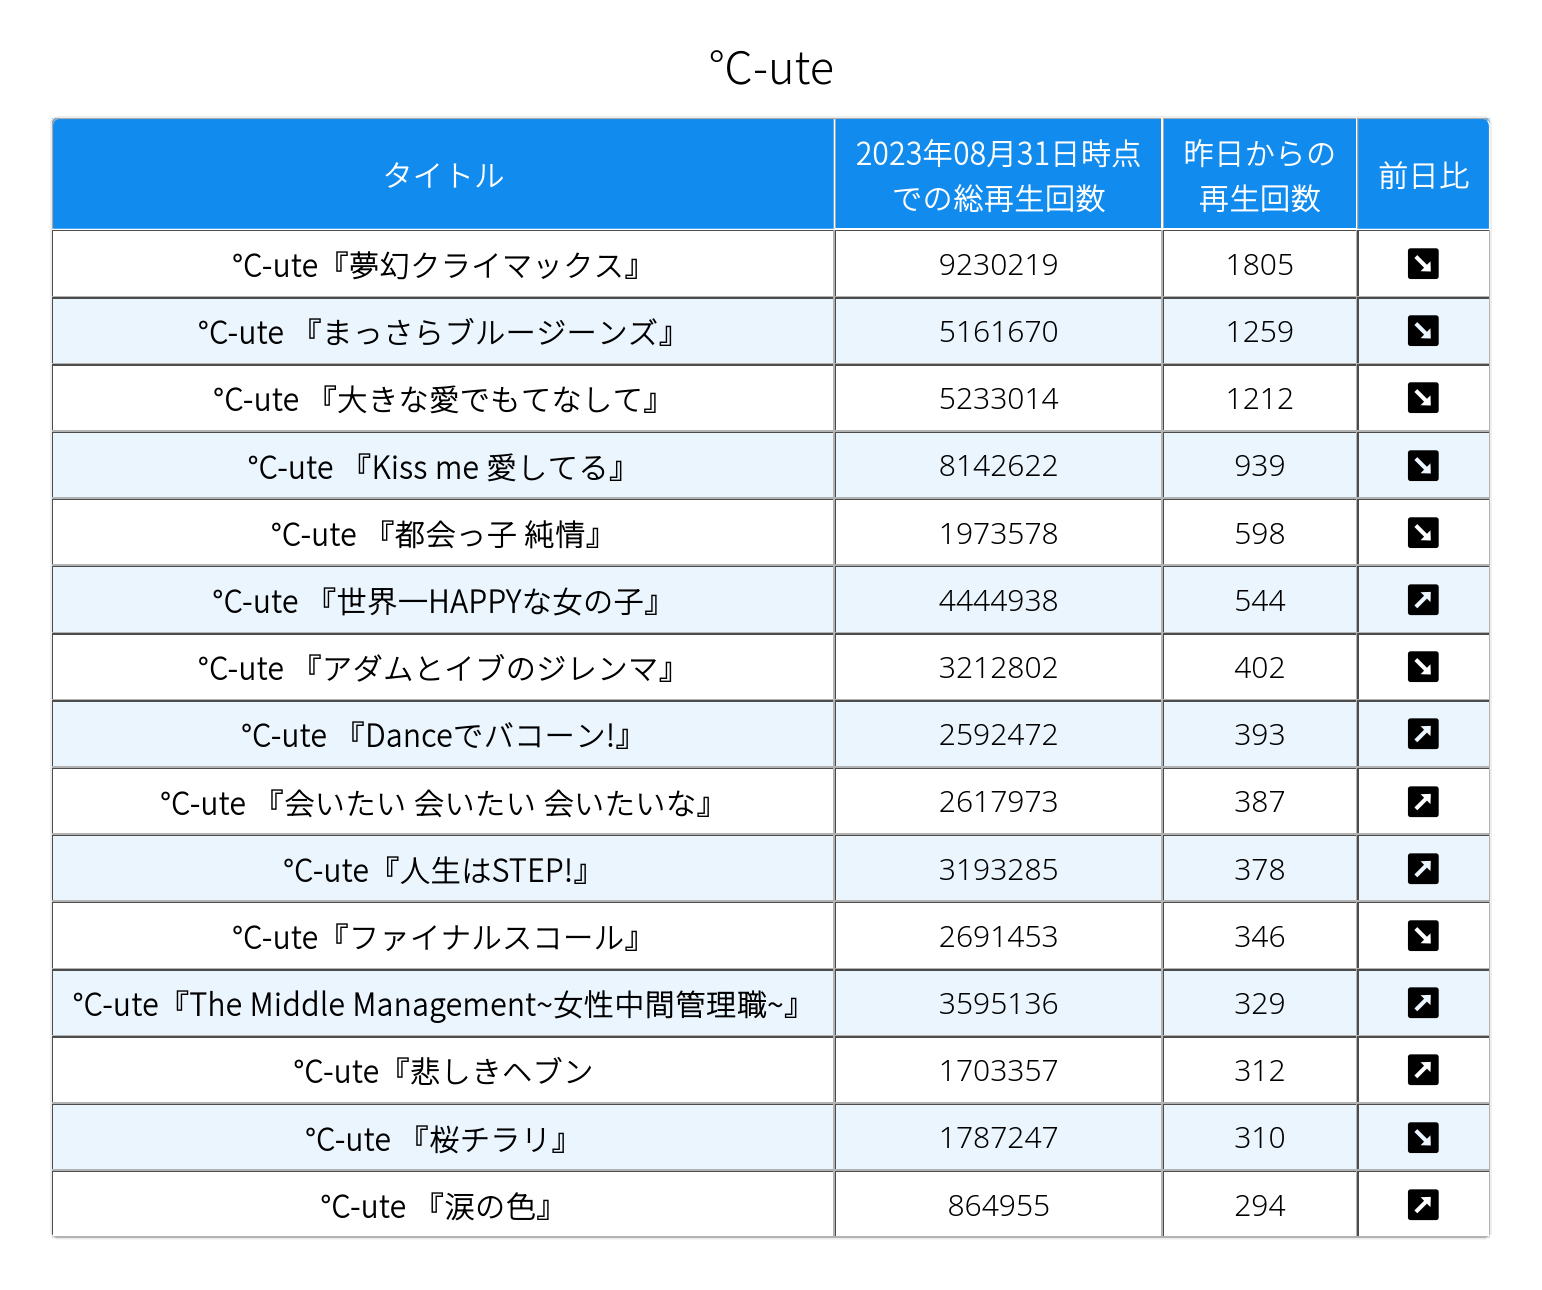 ℃-ute
タイトル
2023年08月31日時点
での総再生回数
昨日からの
再生回数
前日比
℃-ute『夢幻クライマックス』 9230219 1805
℃-ute 『まっさらブルージーンズ』 5161670 1259
℃-ute 『大きな愛でもてなして』 5233014 1212
℃-ute 『Kiss me 愛してる』 8142622 939
℃-ute 『都会っ子 純情』 1973578 598
℃-ute 『世界一HAPPYな女の子』 4444938 544
℃-ute 『アダムとイブのジレンマ』 3212802 402
℃-ute 『Danceでバコーン!』 2592472 393
℃-ute 『会いたい 会いたい 会いたいな』 2617973 387
℃-ute『人生はSTEP!』 3193285 378
℃-ute『ファイナルスコール』 2691453 346
℃-ute『The Middle Management~女性中間管理職~』 3595136 329
℃-ute『悲しきヘブン 1703357 312
℃-ute 『桜チラリ』 1787247 310
℃-ute 『涙の色』 864955 294